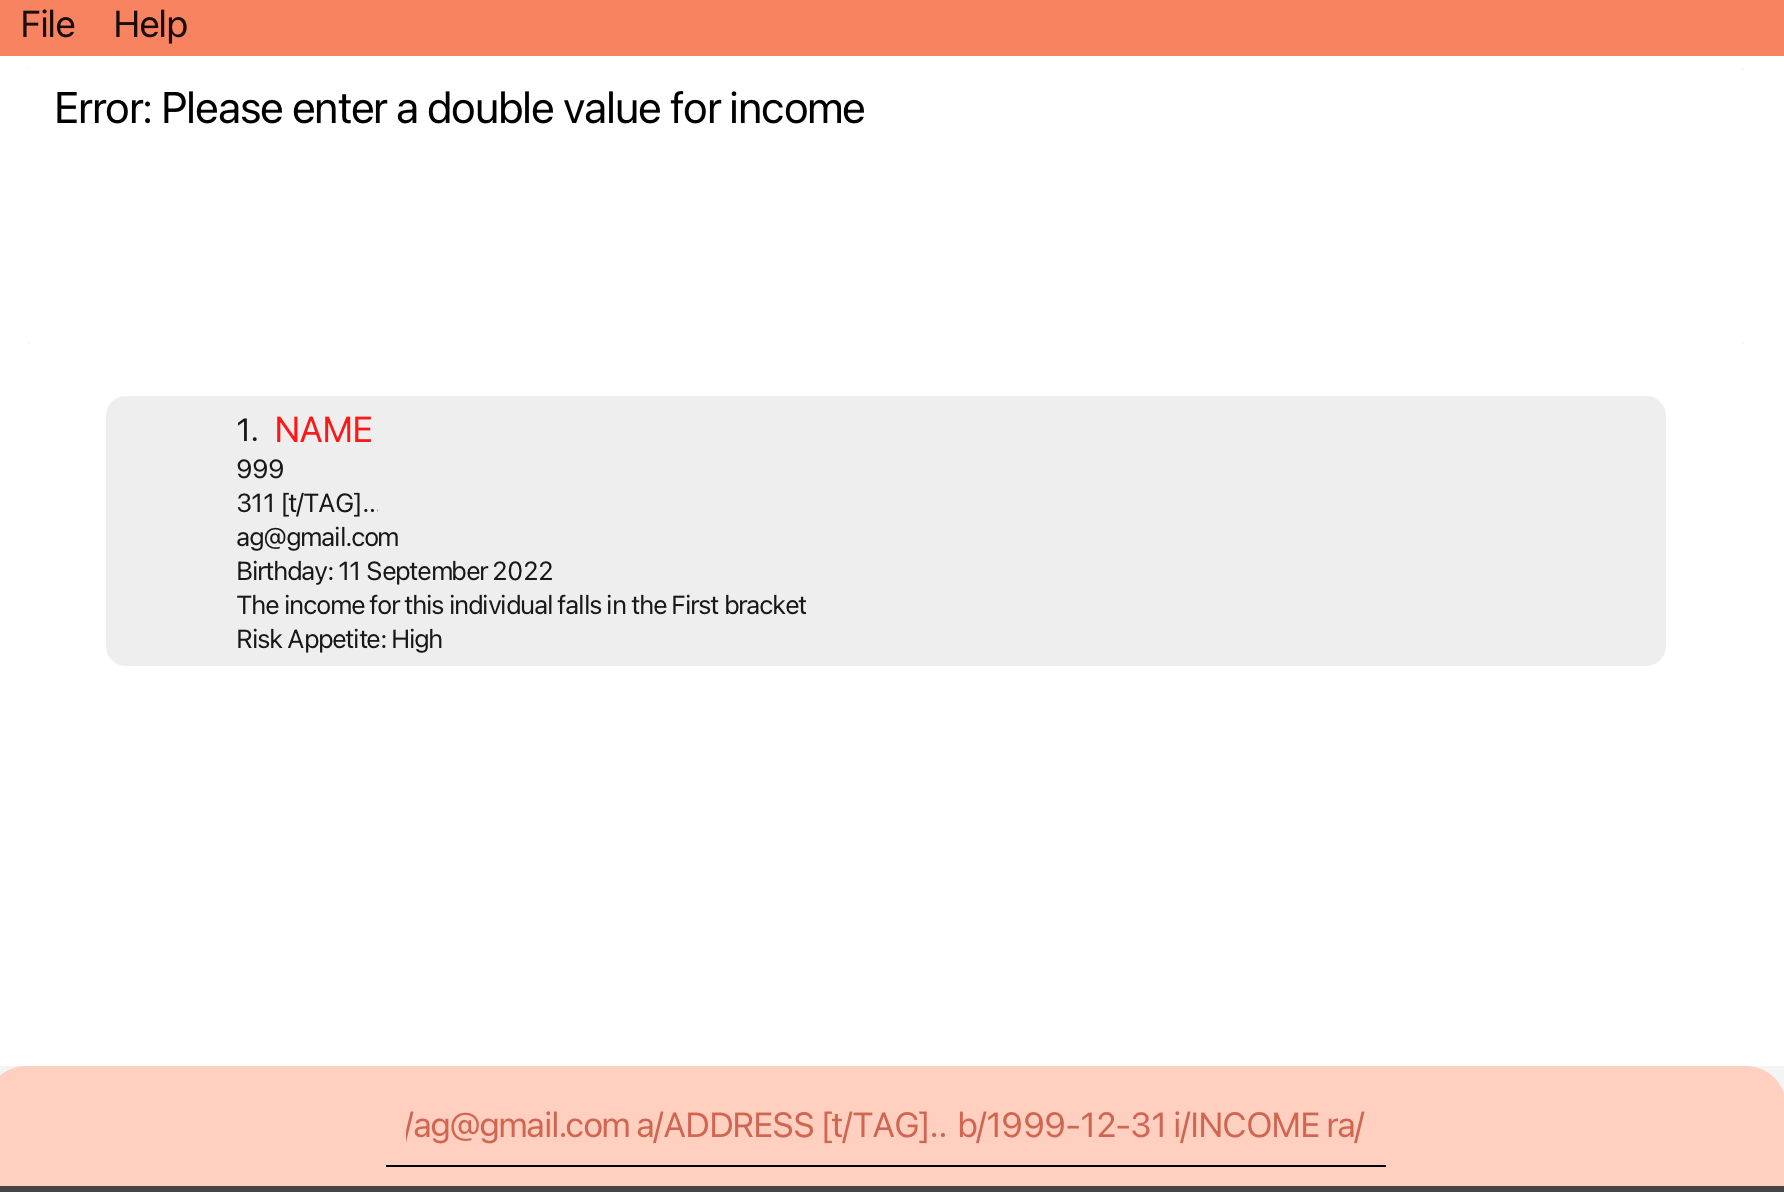 File Help
Error: Please enter a double value for income
1. NAME
999
311 [t/TAG]...
ag@gmail.com
Birthday: 11 September 2022
The income for this individual falls in the First bracket
Risk Appetite: High
/ag@gmail.com a/ADDRESS [t/TAG].. b/1999-12-31 i/INCOME ra/